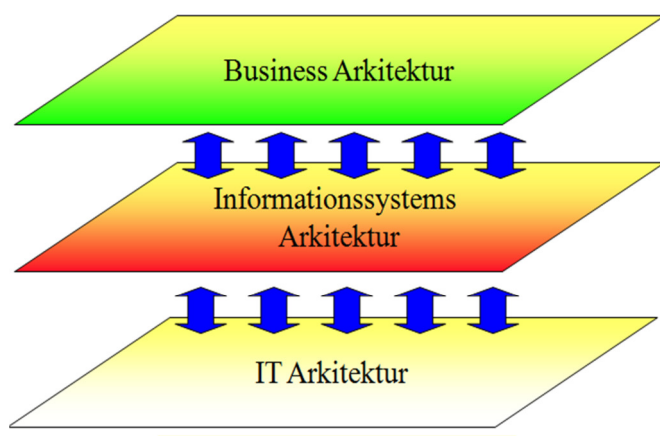 Business Arkitektur
Informationssystems
Arkitektur
IT Arkitektur